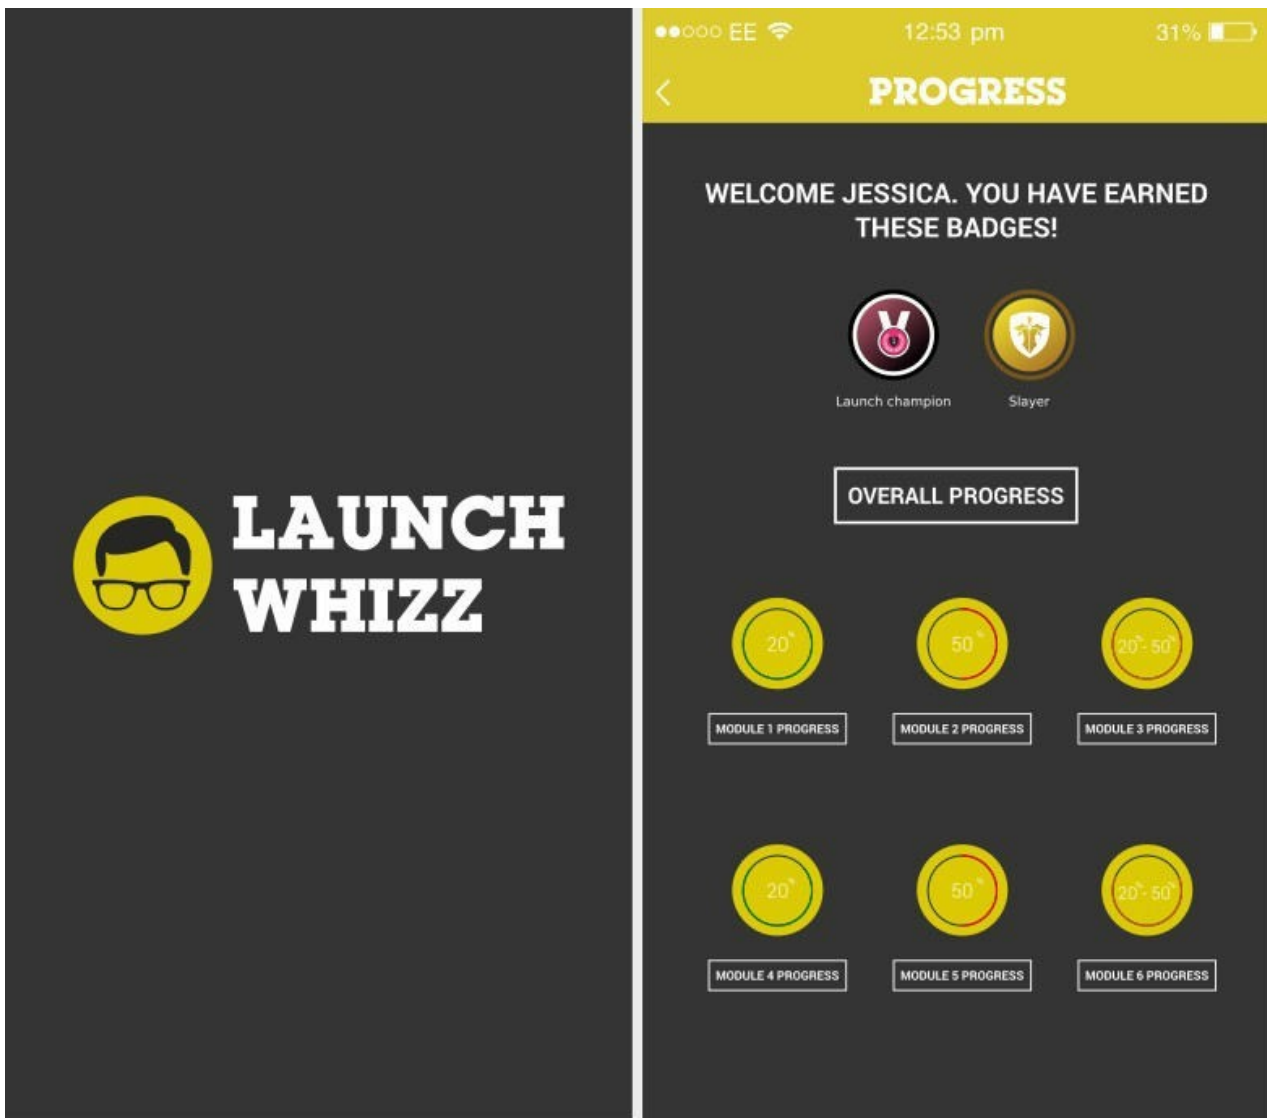 LAUNCH
WHIZZ
EE 12:53 pm 31%
PROGRESS
WELCOME JESSICA. YOU HAVE EARNED
THESE BADGES!
Launch champion Slayer
OVERALL PROGRESS
20% 50% 20%- 50%
MODULE 1 PROGRESS MODULE 2 PROGRESS MODULE 3 PROGRESS
20% 50% 20%- 50%
MODULE 4 PROGRESS MODULE 5 PROGRESS MODULE 6 PROGRESS